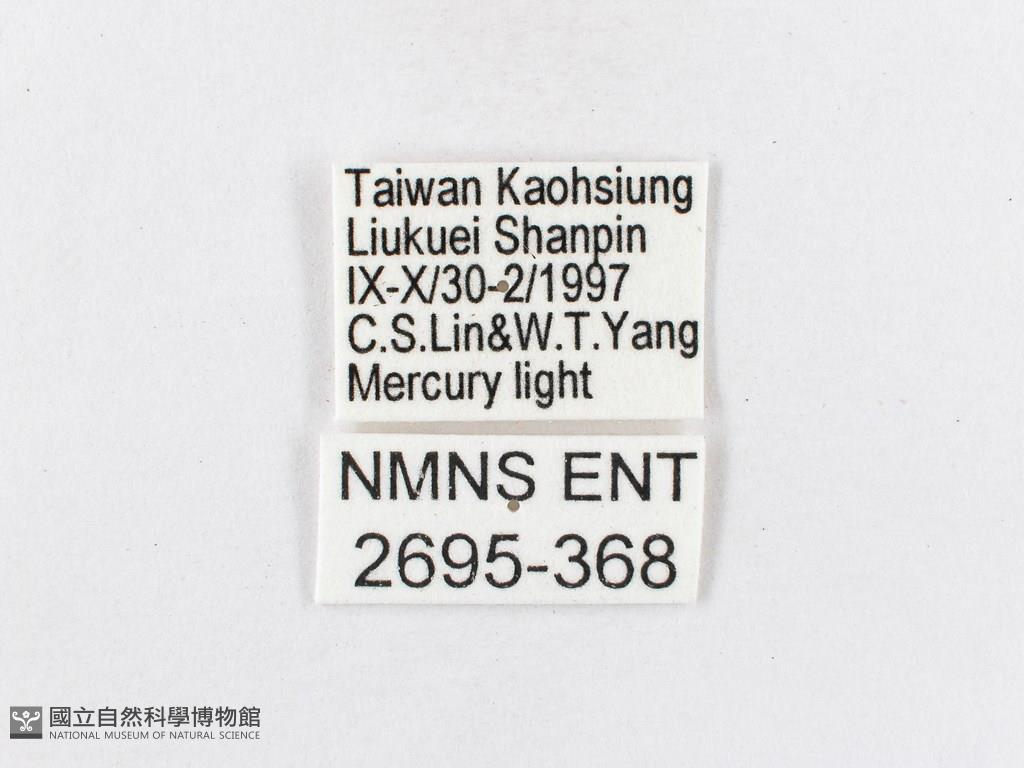 Taiwan Kaohsiung
Liukuei Shanpin
IX-X/30-2/1997
C.S.Lin&W.T.Yang
Mercury light
NMNS ENT
2695-368
國立自然科學博物館
NATIONAL MUSEUM OF NATURAL SCIENCE